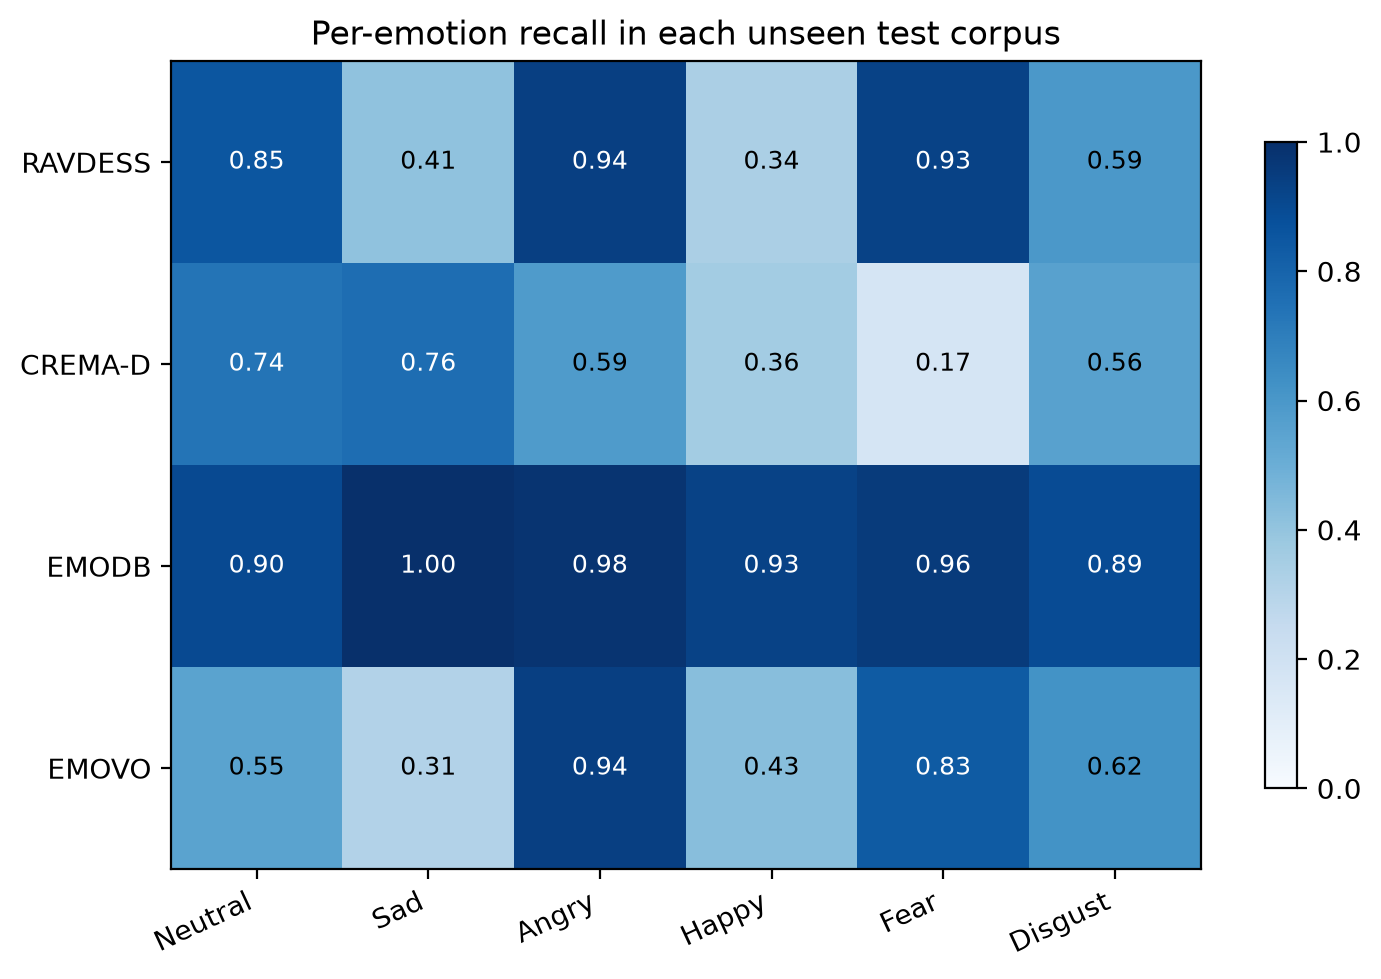 Per-emotion recall in each unseen test corpus
RAVDESS 0.85 0.41 0.94 0.34 0.93 0.59
CREMA-D 0.74 0.76 0.59 0.36 0.17 0.56
EMODB 0.90 1.00 0.98 0.93 0.96 0.89
EMOVO 0.55 0.31 0.94 0.43 0.83 0.62
Neutral Sad Angry Happy Fear Disgust
1.0
0.8
0.6
0.4
0.2
0.0